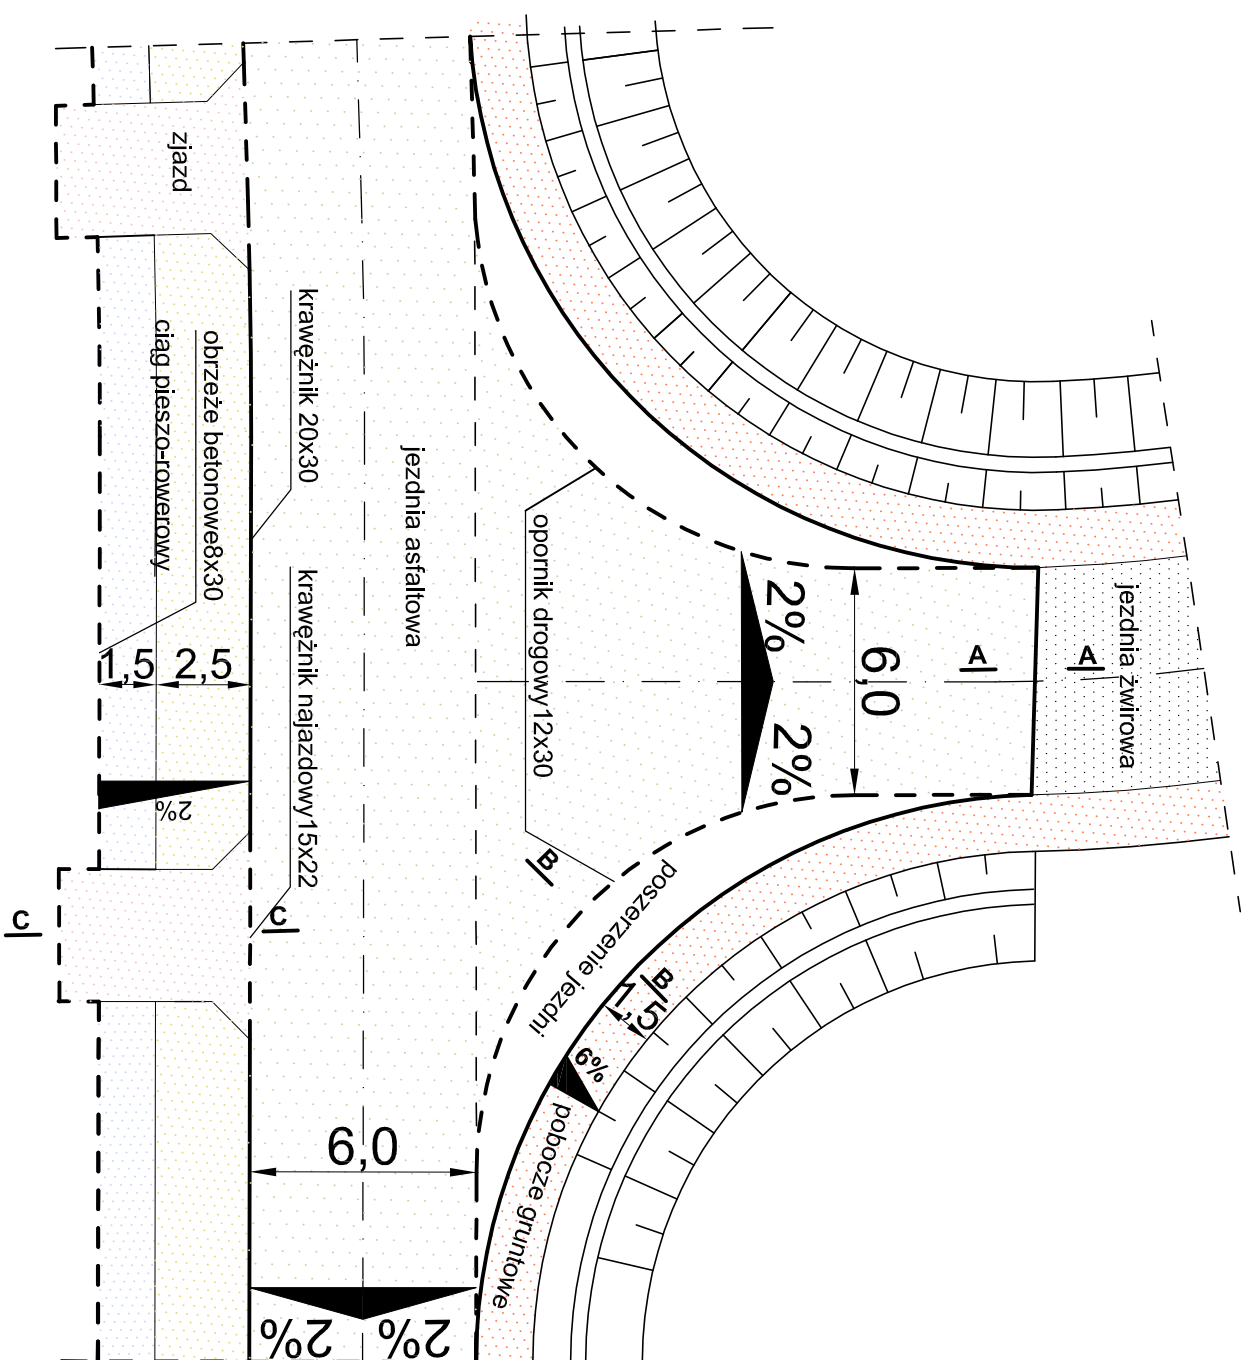 zjazd
krawężnik 20x30
obrzeże betonowe8x30
ciąg pieszo-rowerowy
jezdnia asfaltowa
opornik drogowy12x30
krawężnik najazdowy15x22
jezdnia żwirowa
2%
2%
6,0
A
A
1,5
2,5
2%
B
poszerzenie jezdni
B
1,5
6%
pobocze gruntowe
C
C
6,0
2%
2%